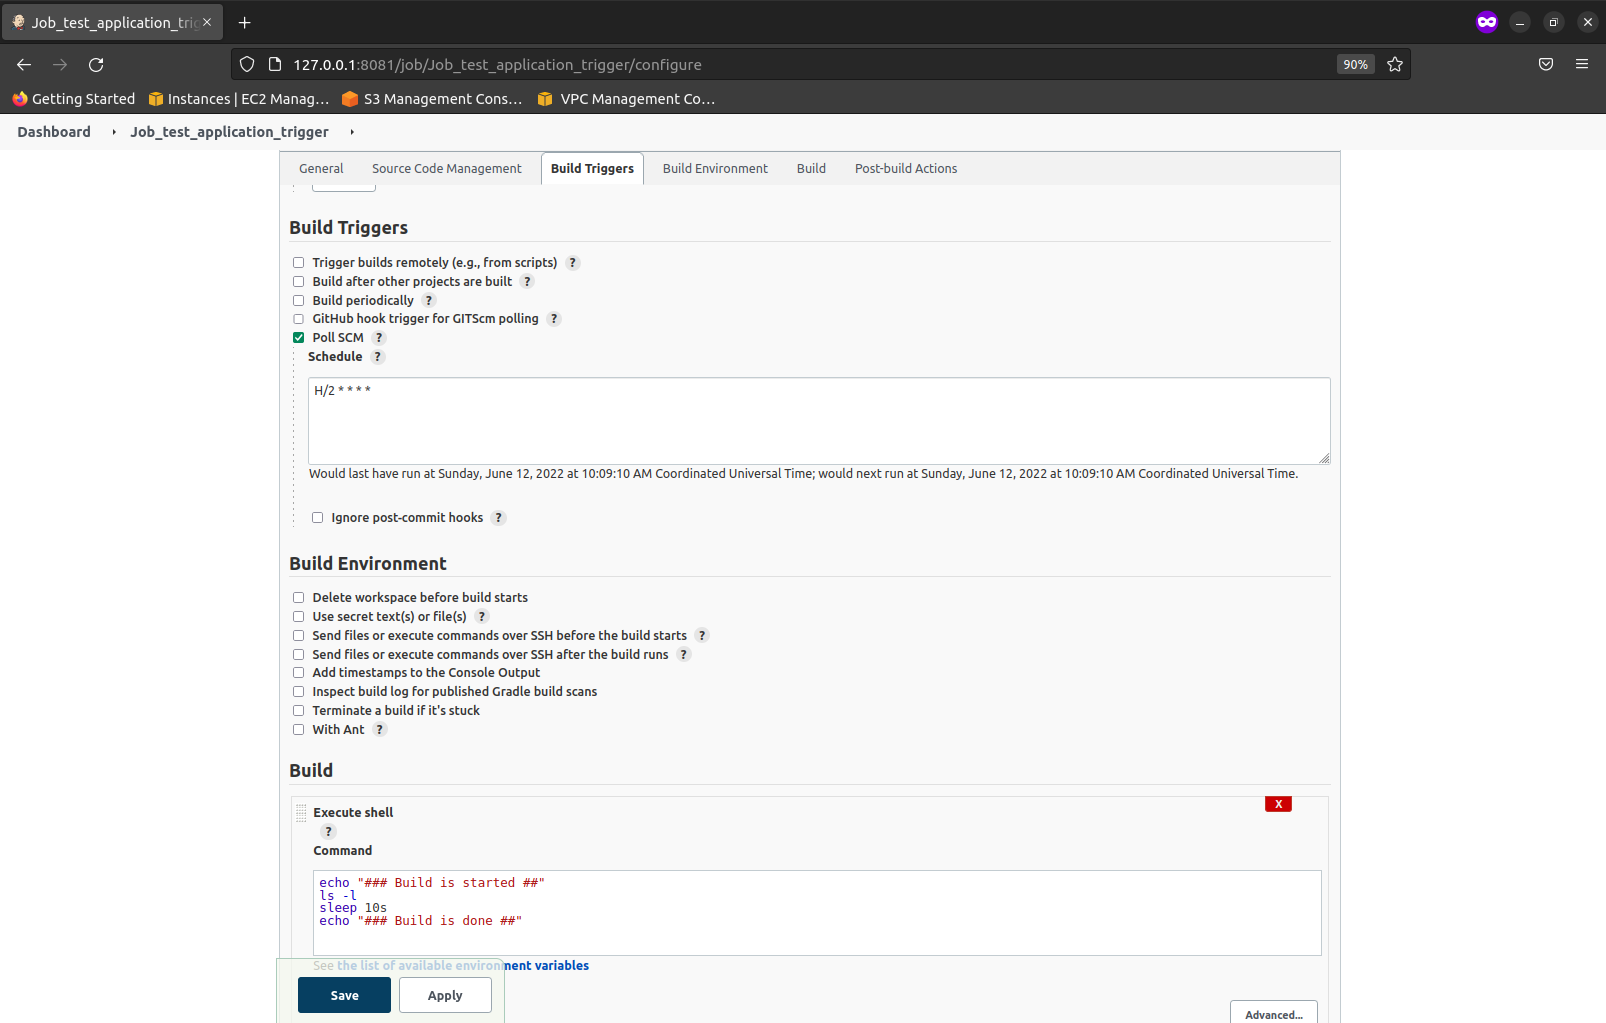 Job_test_application_trig
127.0.0.1:8081/job/Job_test_application_trigger/configure
90%
Getting Started
Instances | EC2 Manag...
S3 Management Cons...
VPC Management Co...
Dashboard
Job_test_application_trigger
General
Source Code Management
Build Triggers
Build Environment
Build
Post-build Actions
Build Triggers
Trigger builds remotely (e.g., from scripts) ?
Build after other projects are built ?
Build periodically ?
GitHub hook trigger for GITScm polling ?
Poll SCM ?
Schedule ?
H/2 * * * *
Would last have run at Sunday, June 12, 2022 at 10:09:10 AM Coordinated Universal Time; would next run at Sunday, June 12, 2022 at 10:09:10 AM Coordinated Universal Time.
Ignore post-commit hooks ?
Build Environment
Delete workspace before build starts
Use secret text(s) or file(s) ?
Send files or execute commands over SSH before the build starts ?
Send files or execute commands over SSH after the build runs ?
Add timestamps to the Console Output
Inspect build log for published Gradle build scans
Terminate a build if it's stuck
With Ant ?
Build
X
Execute shell
?
Command
echo "### Build is started ##"
ls -l
sleep 10s
echo "### Build is done ##"
See the list of available environment variables
Save
Apply
Advanced...